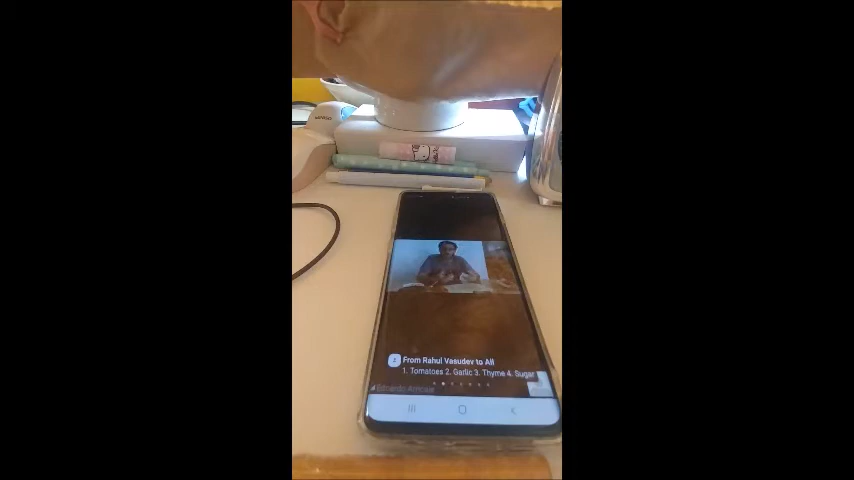 From Rahul Vasudev to All
1. Tomatoes 2. Garlic 3. Thyme 4. Sugar